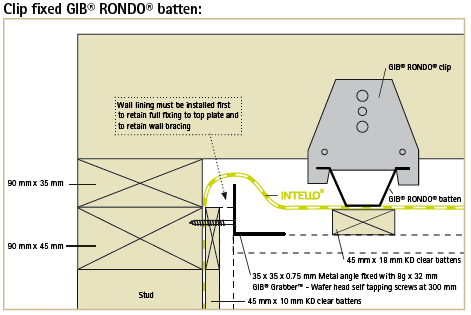 Clip fixed GIB® RONDO® batten:
GIB® RONDO® clip
Wall lining must be installed first
to retain full fixing to top plate and
to retain wall bracing
90 mm x 35 mm
INTELLO®
GIB® RONDO® batten
90 mm x 45 mm
45 mm x 18 mm KD clear battens
35 x 35 x 0.75 mm Metal angle fixed with 8g x 32 mm
GIB® Grabber™ – Wafer head self tapping screws at 300 mm
Stud
45 mm x 10 mm KD clear battens